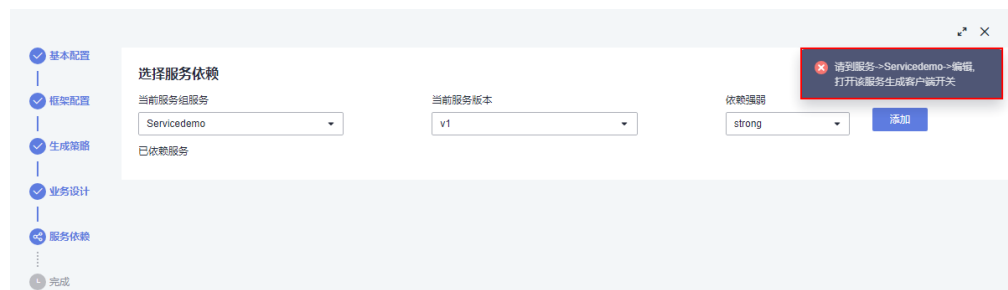 基本配置
框架配置
生成策略
业务设计
服务依赖
完成
选择服务依赖
请到服务->Servicedemo->编辑,
打开该服务生成客户端开关
当前服务组服务
当前服务版本
依赖强弱
Servicedemo
v1
strong
添加
已依赖服务